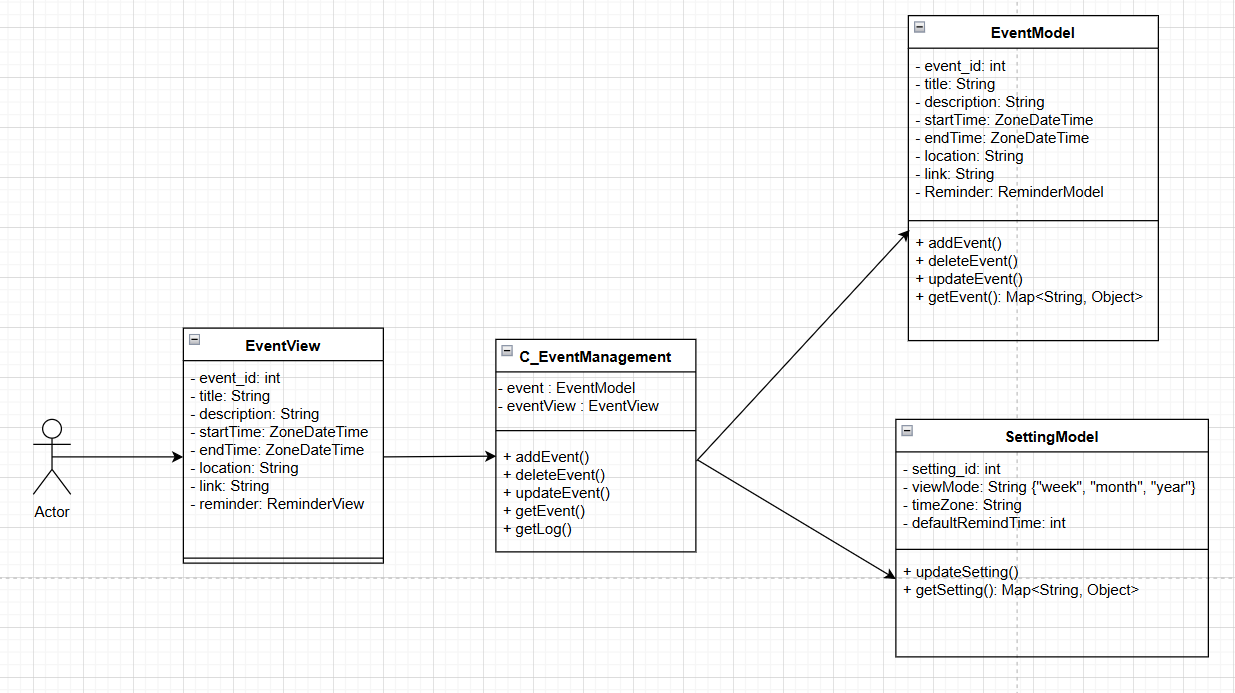 Actor
EventView
- event_id: int
- title: String
- description: String
- startTime: ZoneDateTime
- endTime: ZoneDateTime
- location: String
- link: String
- reminder: ReminderView
C_EventManagement
- event : EventModel
- eventView : EventView
+ addEvent()
+ deleteEvent()
+ updateEvent()
+ getEvent()
+ getLog()
EventModel
- event_id: int
- title: String
- description: String
- startTime: ZoneDateTime
- endTime: ZoneDateTime
- location: String
- link: String
- Reminder: ReminderModel
+ addEvent()
+ deleteEvent()
+ updateEvent()
+ getEvent(): Map<String, Object>
SettingModel
- setting_id: int
- viewMode: String {"week", "month", "year"}
- timeZone: String
- defaultRemindTime: int
+ updateSetting()
+ getSetting(): Map<String, Object>